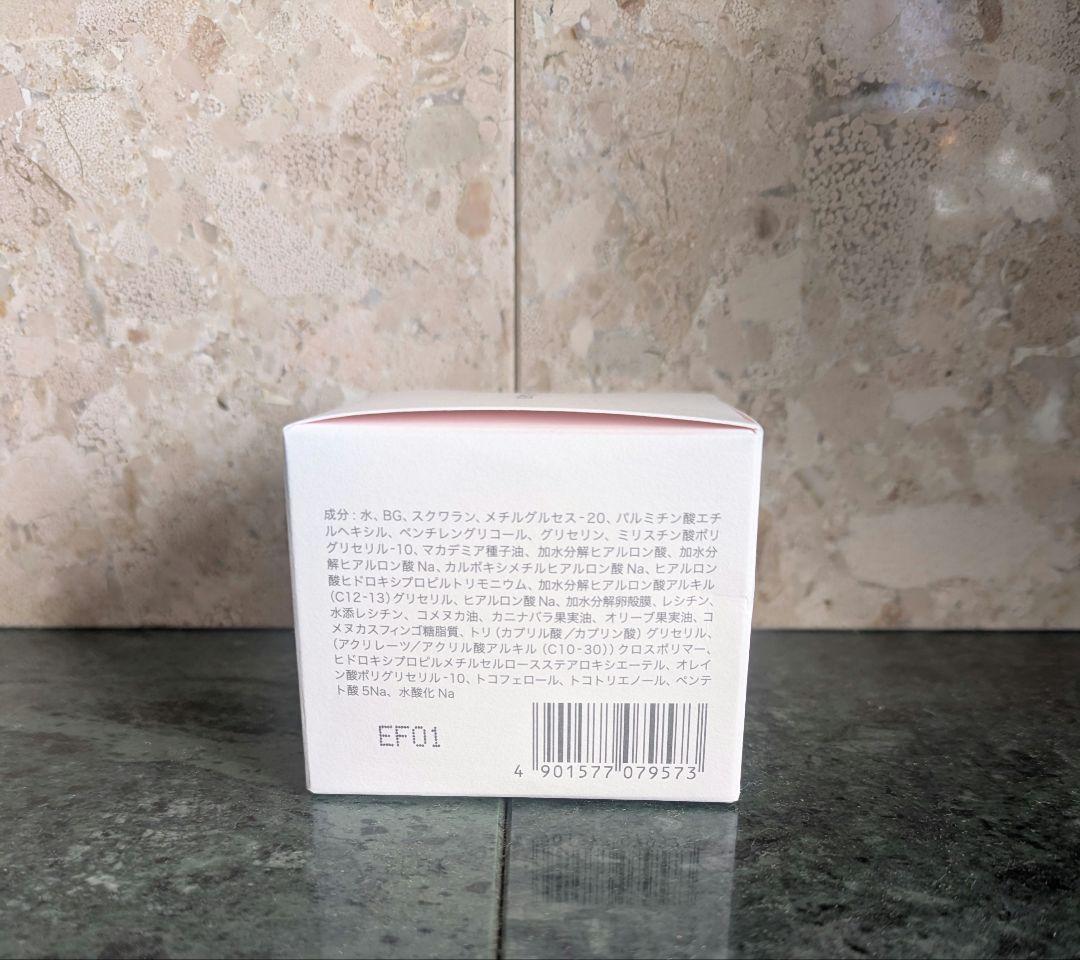 成分：水、BG、スクワラン、メチルグルセス-20、パルミチン酸エチ
ルヘキシル、ペンチレングリコール、グリセリン、ミリスチン酸ポリ
グリセリル-10、マカデミア種子油、加水分解ヒアルロン酸、加水分
解ヒアルロン酸Na、カルボキシメチルヒアルロン酸Na、ヒアルロン
酸ヒドロキシプロピルトリモニウム、加水分解ヒアルロン酸アルキル
(C12-13)グリセリル、ヒアルロン酸Na、加水分解卵殻膜、レシチン、
水添レシチン、コメヌカ油、カニナバラ果実油、オリーブ果実油、コ
メヌカスフィンゴ糖脂質、トリ(カプリル酸／カプリン酸)グリセリル、
(アクリレーツ／アクリル酸アルキル(C10-30))クロスポリマー、
ヒドロキシプロピルメチルセルロースステアロキシエーテル、オレイ
ン酸ポリグリセリル-10、トコフェロール、トコトリエノール、ペンテ
ト酸5Na、水酸化Na
EF01
4 901577 079573